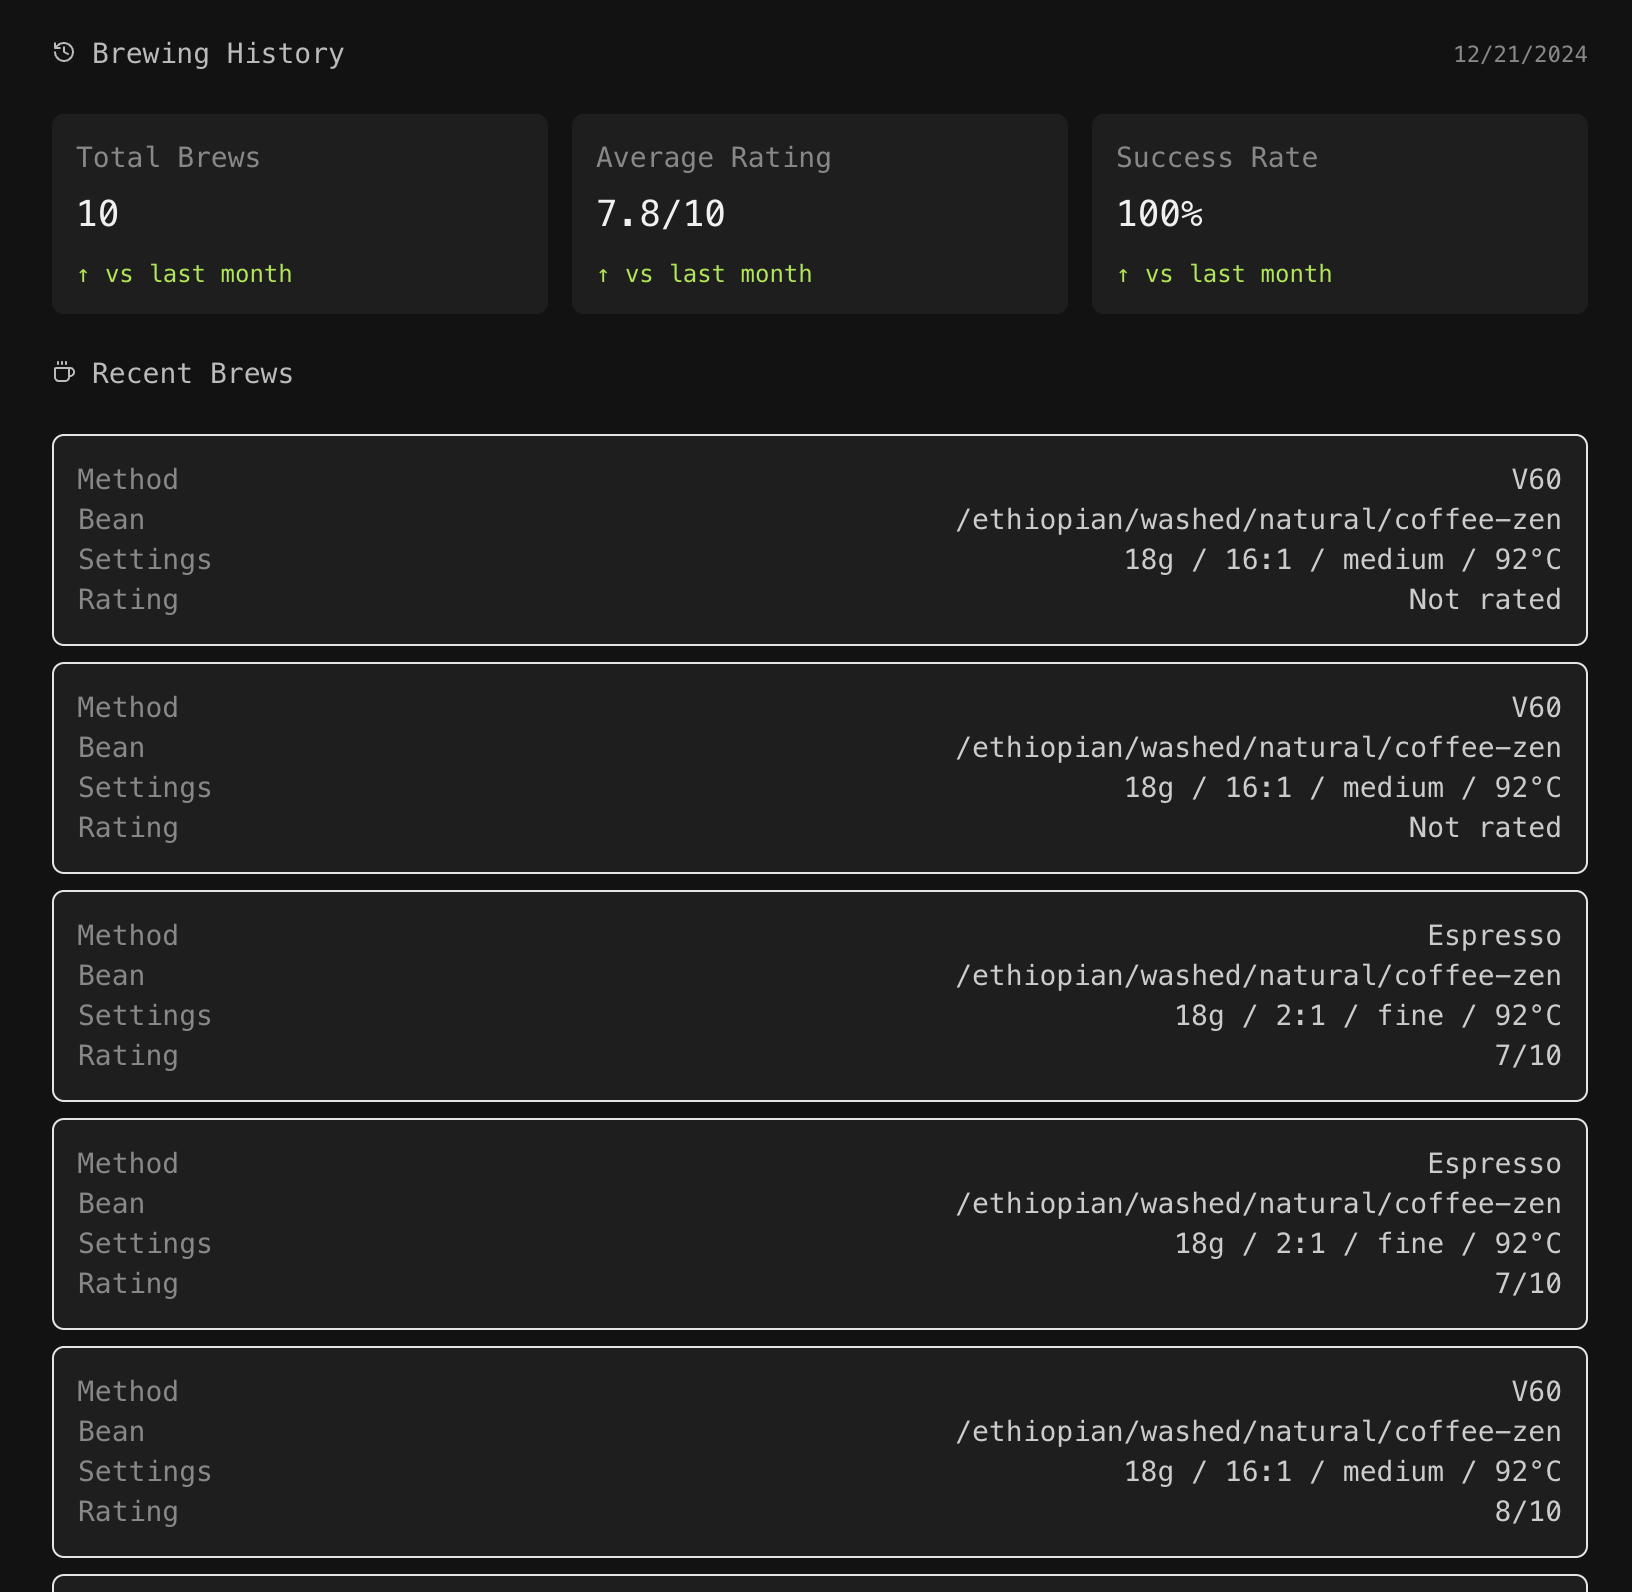 Brewing History
12/21/2024
Total Brews
10
↑ vs last month
Average Rating
7.8/10
↑ vs last month
Success Rate
100%
↑ vs last month
Recent Brews
Method V60
Bean /ethiopian/washed/natural/coffee-zen
Settings 18g / 16:1 / medium / 92°C
Rating Not rated
Method V60
Bean /ethiopian/washed/natural/coffee-zen
Settings 18g / 16:1 / medium / 92°C
Rating Not rated
Method Espresso
Bean /ethiopian/washed/natural/coffee-zen
Settings 18g / 2:1 / fine / 92°C
Rating 7/10
Method Espresso
Bean /ethiopian/washed/natural/coffee-zen
Settings 18g / 2:1 / fine / 92°C
Rating 7/10
Method V60
Bean /ethiopian/washed/natural/coffee-zen
Settings 18g / 16:1 / medium / 92°C
Rating 8/10